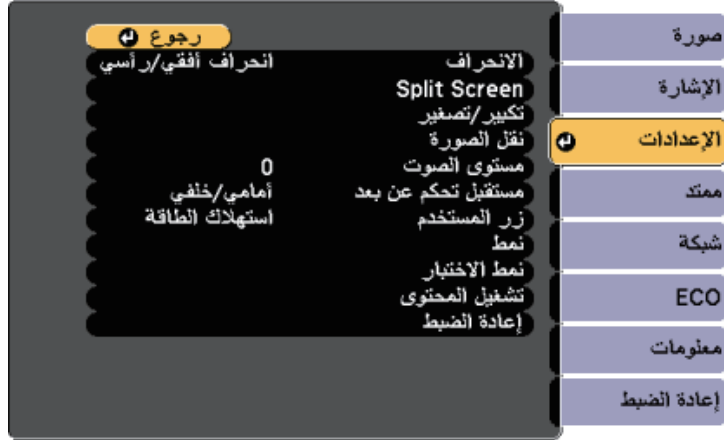 صورة
الإشارة
الإعدادات
ممتد
شبكة
ECO
معلومات
إعادة الضبط
رجوع
الانحراف انحراف أفقي/رأسي
Split Screen
تكبير/تصغير
نقل الصورة
مستوى الصوت 0
مستقبل تحكم عن بعد أمامي/خلفي
زر المستخدم استهلاك الطاقة
نمط
نمط الاختبار
تشغيل المحتوى
إعادة الضبط